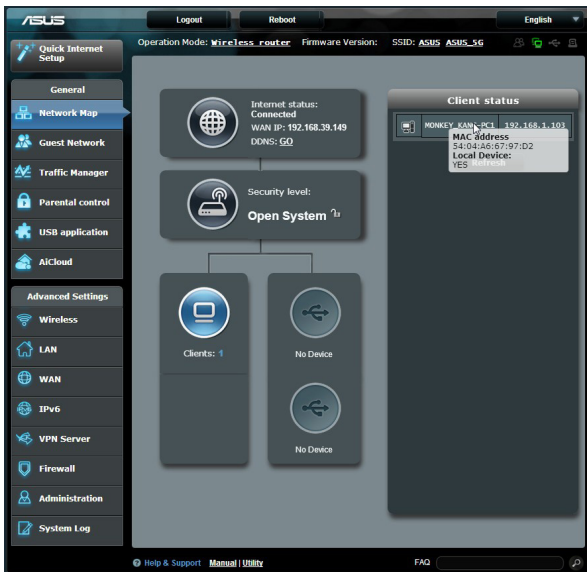 ASUS
Logout
Reboot
English
Quick Internet Setup
Operation Mode: Wireless router Firmware Version: SSID: ASUS ASUS_5G
General
Network Map
Guest Network
Traffic Manager
Parental control
USB application
AiCloud
Advanced Settings
Wireless
LAN
WAN
IPv6
VPN Server
Firewall
Administration
System Log
Internet status:
Connected
WAN IP: 192.168.39.149
DDNS: GO
Security level:
Open System
Clients: 1
No Device
No Device
Client status
192.168.1.103
MAC address
54:04:A6:67:97:D2
Local Device:
YES
Help & Support Manual | Utility
FAQ